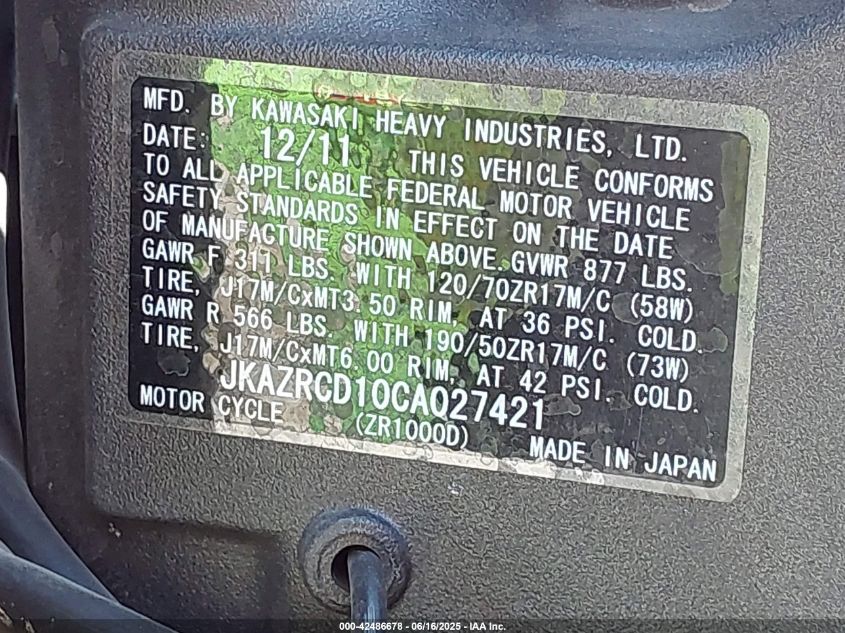 MFD. BY KAWASAKI HEAVY INDUSTRIES, LTD.
DATE: 12/11 THIS VEHICLE CONFORMS
TO ALL APPLICABLE FEDERAL MOTOR VEHICLE
SAFETY STANDARDS IN EFFECT ON THE DATE
OF MANUFACTURE SHOWN ABOVE. GVWR 877 LBS.
GAWR F 311 LBS. WITH 120/70ZR17M/C (58W)
TIRE, J17M/CxMT3.50 RIM, AT 36 PSI. COLD.
GAWR R 566 LBS. WITH 190/50ZR17M/C (73W)
TIRE, J17M/CxMT6.00 RIM, AT 42 PSI. COLD.
JKAZRCD10CA027421
MOTOR CYCLE (ZR1000D) MADE IN JAPAN
000-42486678 - 06/16/2025 - IAA Inc.